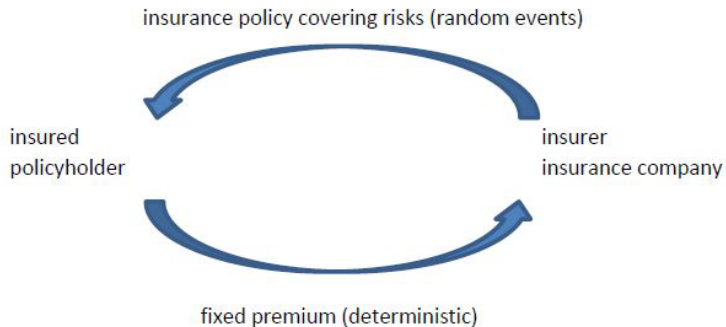 insurance policy covering risks (random events)
insured
policyholder
insurer
insurance company
fixed premium (deterministic)